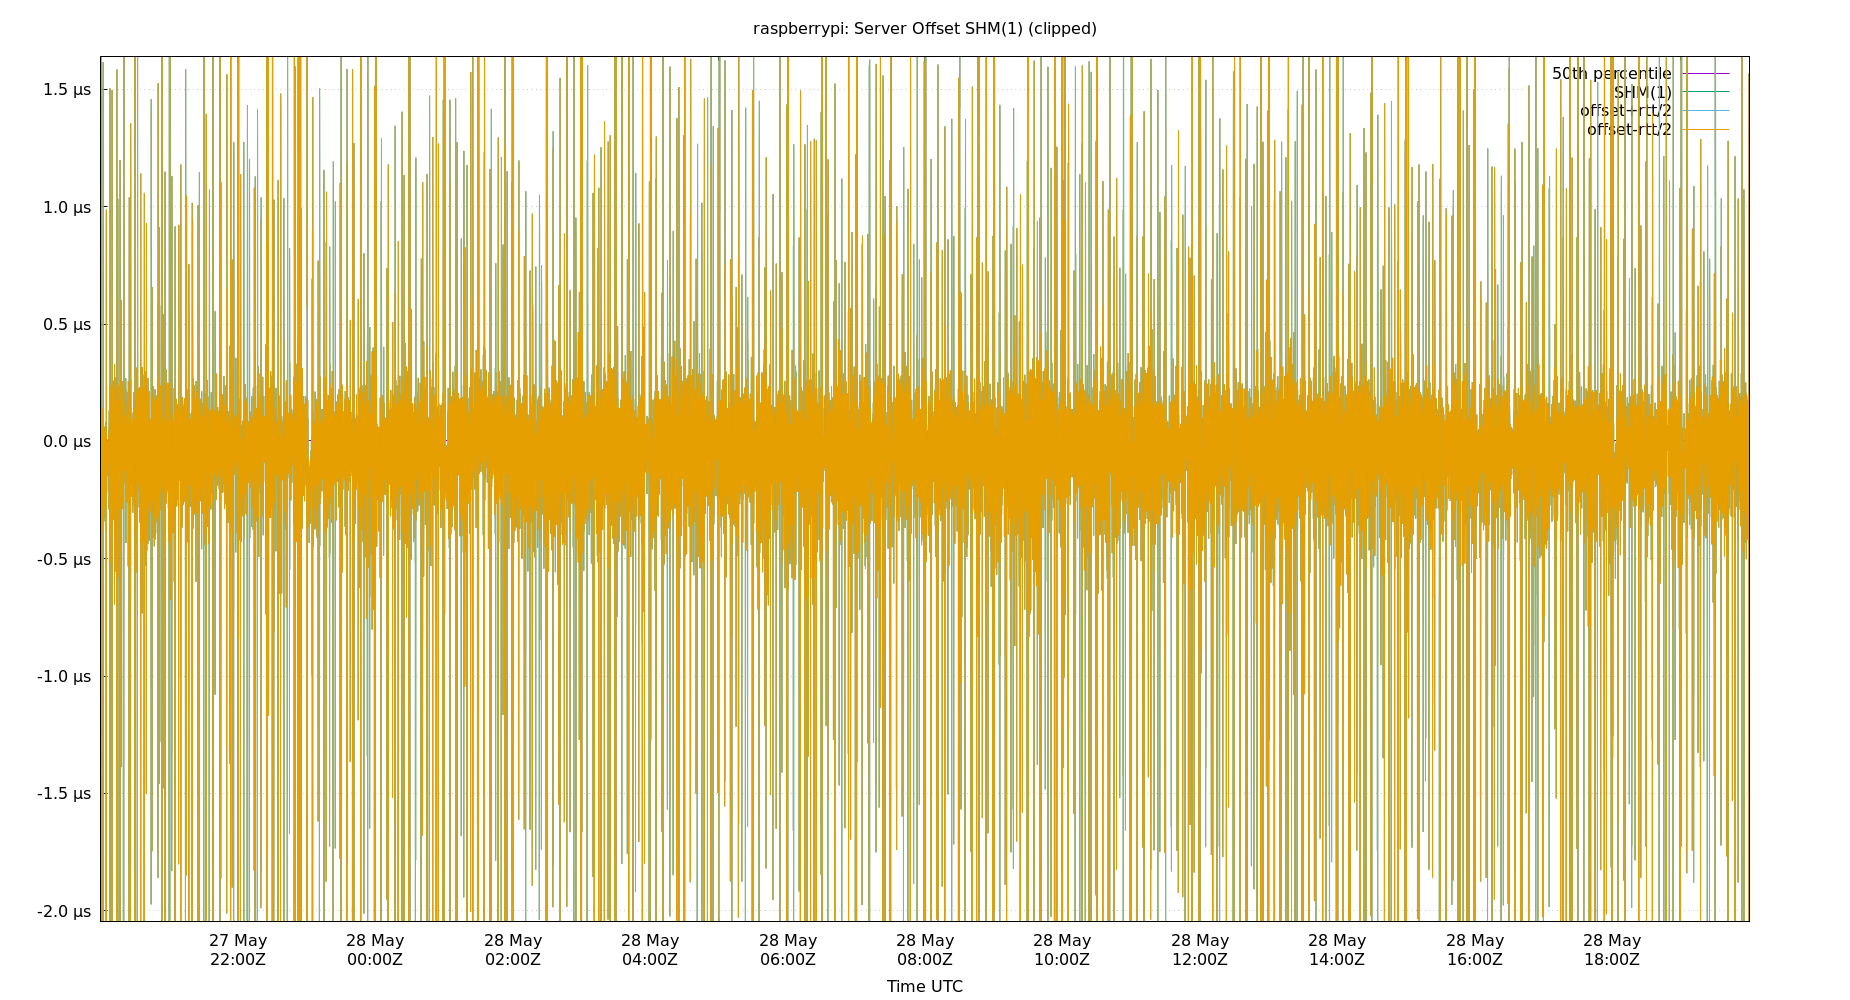 raspberrypi: Server Offset SHM(1) (clipped)
50th percentile
SHM(1)
offset+rtt/2
offset-rtt/2
1.5 µs
1.0 µs
0.5 µs
0.0 µs
-0.5 µs
-1.0 µs
-1.5 µs
-2.0 µs
27 May 28 May 28 May 28 May 28 May 28 May 28 May 28 May 28 May 28 May 28 May
22:00Z 00:00Z 02:00Z 04:00Z 06:00Z 08:00Z 10:00Z 12:00Z 14:00Z 16:00Z 18:00Z
Time UTC